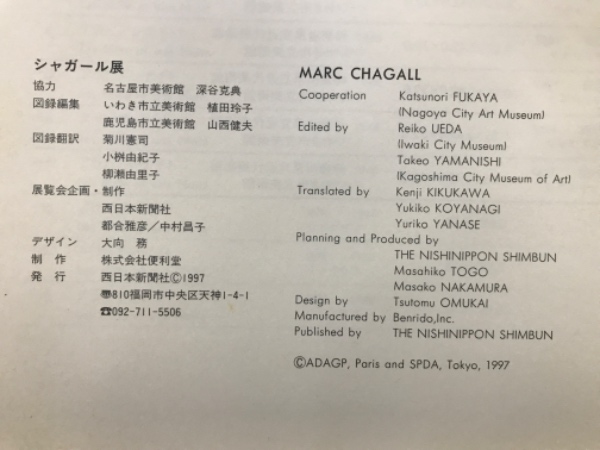 シャガール展
協力　　名古屋市美術館　深谷克典
図録編集　いわき市立美術館　植田玲子
鹿児島市立美術館　山西健夫
図録翻訳　菊川憲司
小桝由紀子
柳瀬由里子
展覧会企画・制作
西日本新聞社
都合雅彦／中村昌子
デザイン　大向　務
制　作　株式会社便利堂
発　行　西日本新聞社©1997
〠810福岡市中央区天神1-4-1
☎092-711-5506
MARC CHAGALL
Cooperation Katsunori FUKAYA
(Nagoya City Art Museum)
Edited by Reiko UEDA
(Iwaki City Museum)
Takeo YAMANISHI
(Kagoshima City Museum of Art)
Translated by Kenji KIKUKAWA
Yukiko KOYANAGI
Yuriko YANASE
Planning and Produced by
THE NISHINIPPON SHIMBUN
Masahiko TOGO
Masako NAKAMURA
Design by Tsutomu OMUKAI
Manufactured by Benrido,Inc.
Published by THE NISHINIPPON SHIMBUN
©ADAGP, Paris and SPDA, Tokyo, 1997